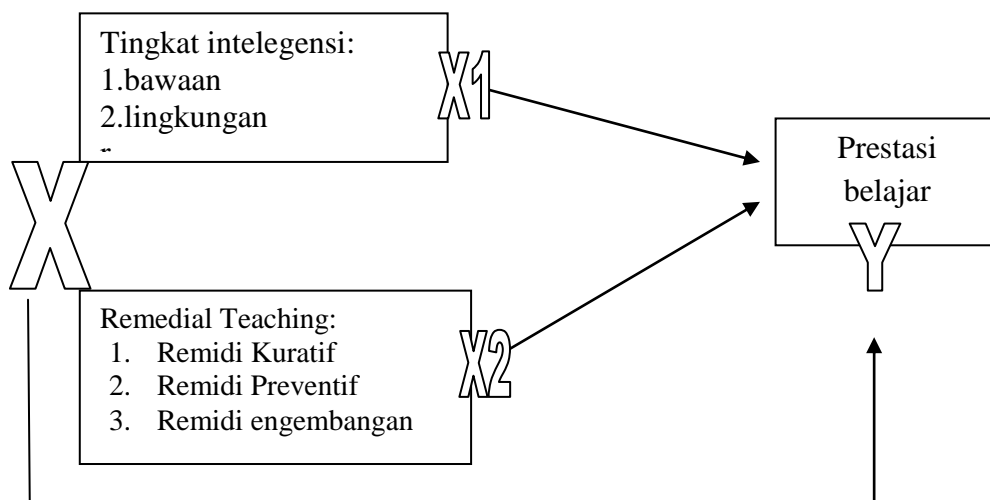 Tingkat intelegensi:
1.bawaan
2.lingkungan
X1
X
Prestasi
belajar
Y
Remedial Teaching:
1. Remidi Kuratif
2. Remidi Preventif
3. Remidi engembangan
X2